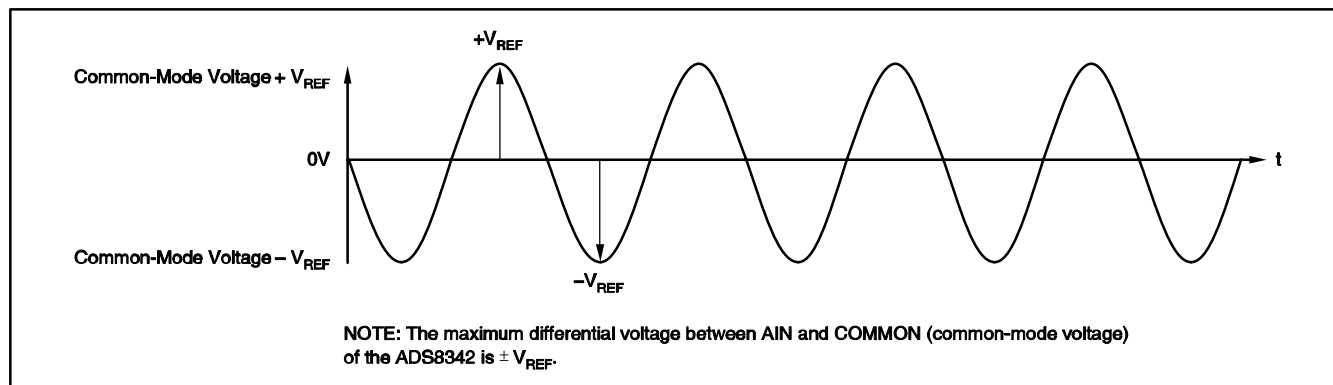 +VREF
Common-Mode Voltage + VREF
0V
t
Common-Mode Voltage – VREF
–VREF
NOTE: The maximum differential voltage between AIN and COMMON (common-mode voltage)
of the ADS8342 is ± VREF.